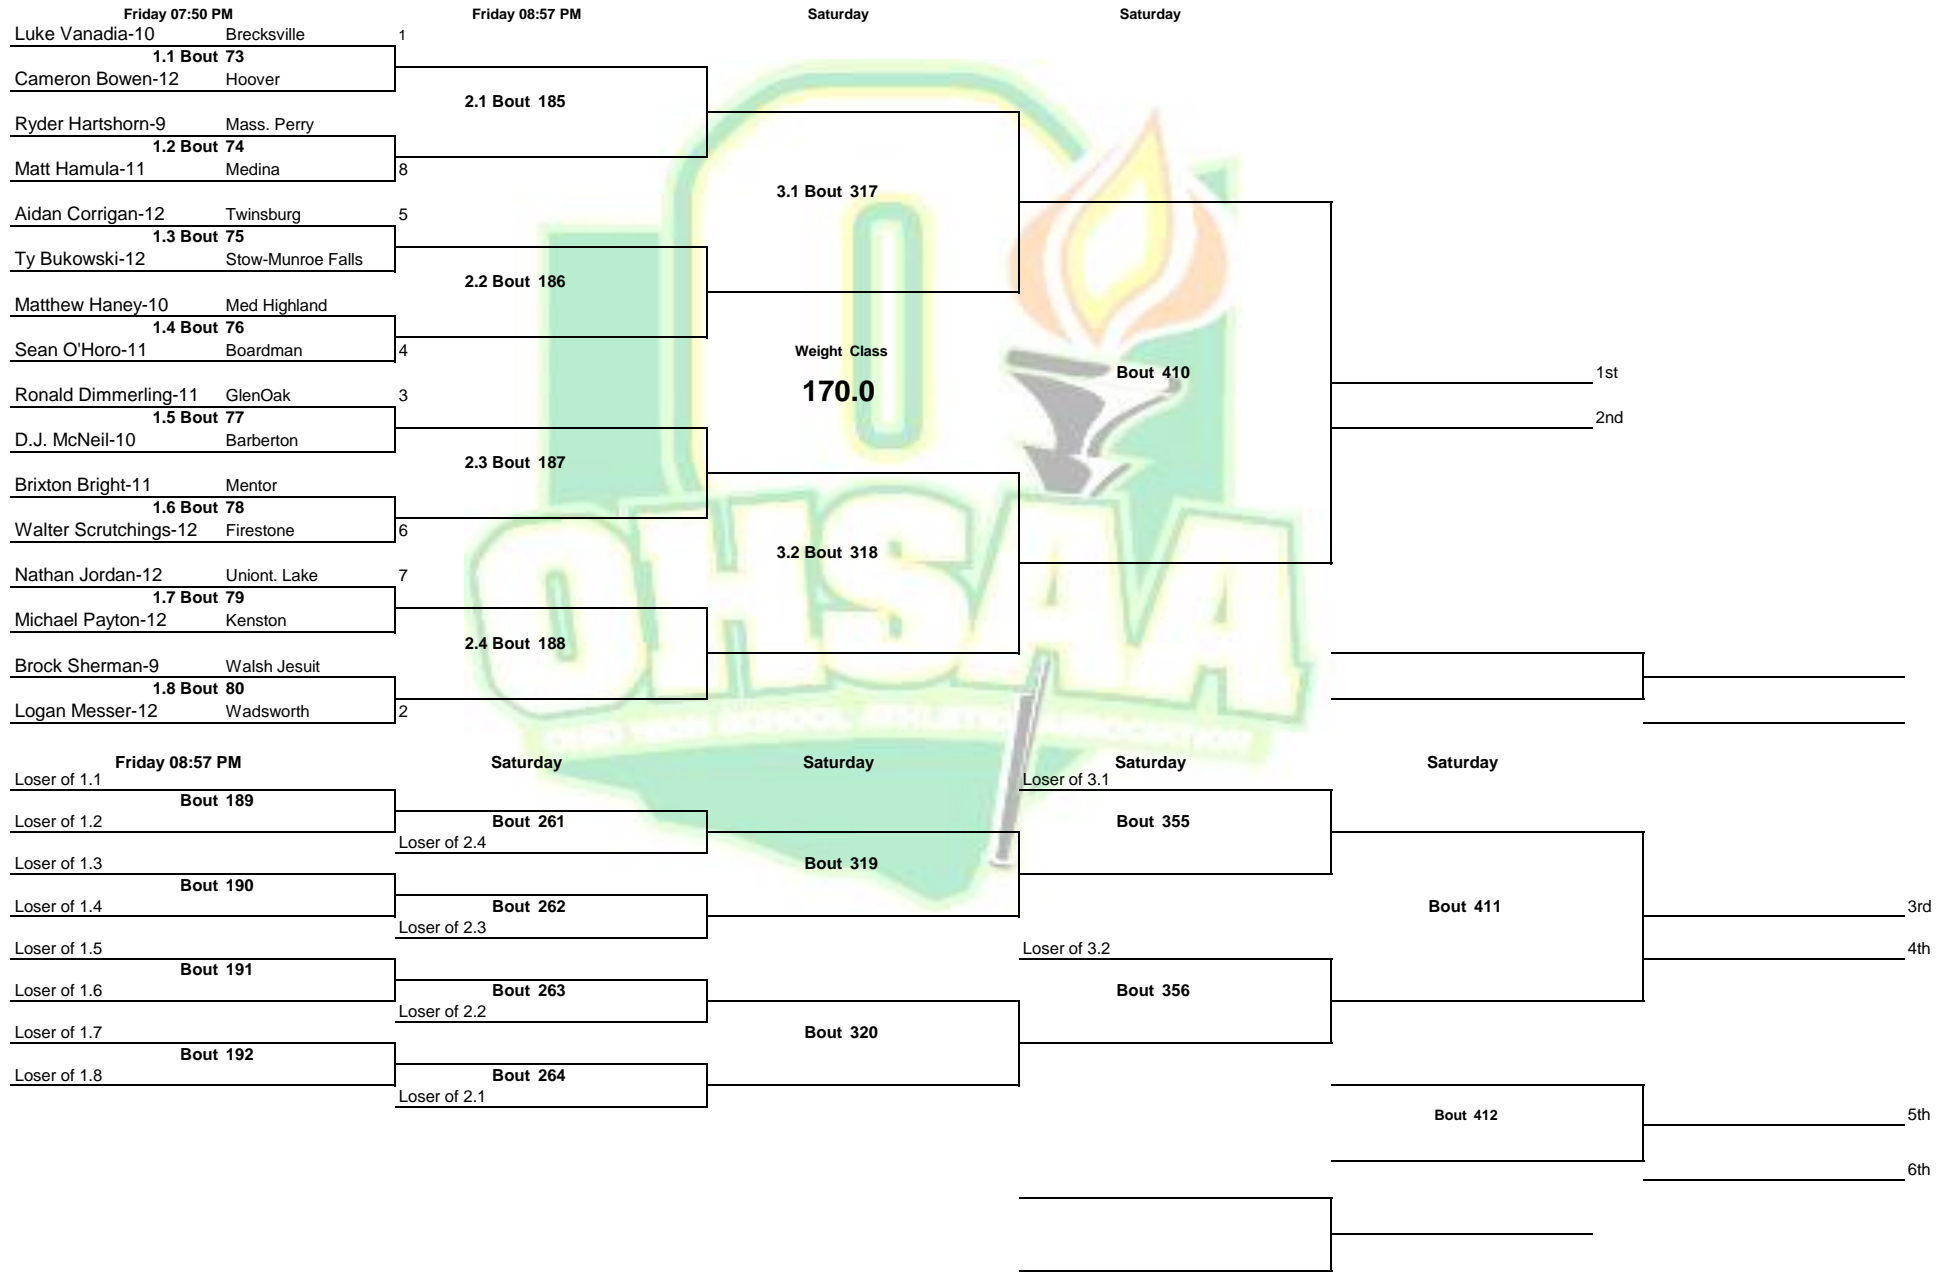 Friday 07:50 PM Friday 08:57 PM Saturday Saturday
Luke Vanadia-10 Brecksville 1
1.1 Bout 73
Cameron Bowen-12 Hoover
2.1 Bout 185
Ryder Hartshorn-9 Mass. Perry
1.2 Bout 74
Matt Hamula-11 Medina 8
3.1 Bout 317
Aidan Corrigan-12 Twinsburg 5
1.3 Bout 75
Ty Bukowski-12 Stow-Munroe Falls
2.2 Bout 186
Matthew Haney-10 Med Highland
1.4 Bout 76
Sean O'Horo-11 Boardman 4
Weight Class
170.0
Bout 410
1st
Ronald Dimmerling-11 GlenOak 3
1.5 Bout 77
2nd
D.J. McNeil-10 Barberton
2.3 Bout 187
Brixton Bright-11 Mentor
1.6 Bout 78
Walter Scrutchings-12 Firestone 6
3.2 Bout 318
Nathan Jordan-12 Uniont. Lake 7
1.7 Bout 79
Michael Payton-12 Kenston
2.4 Bout 188
Brock Sherman-9 Walsh Jesuit
1.8 Bout 80
Logan Messer-12 Wadsworth 2
OHSAA
OHIO HIGH SCHOOL ATHLETIC ASSOCIATION
Friday 08:57 PM Saturday Saturday Saturday Saturday
Loser of 1.1 Loser of 3.1
Bout 189
Loser of 1.2 Bout 261 Bout 355
Loser of 2.4
Loser of 1.3 Bout 319
Bout 190
Loser of 1.4 Bout 262 Bout 411 3rd
Loser of 2.3
Loser of 1.5 Loser of 3.2 4th
Bout 191
Loser of 1.6 Bout 263 Bout 356
Loser of 2.2
Loser of 1.7 Bout 320
Bout 192
Loser of 1.8 Bout 264
Loser of 2.1
Bout 412 5th
6th